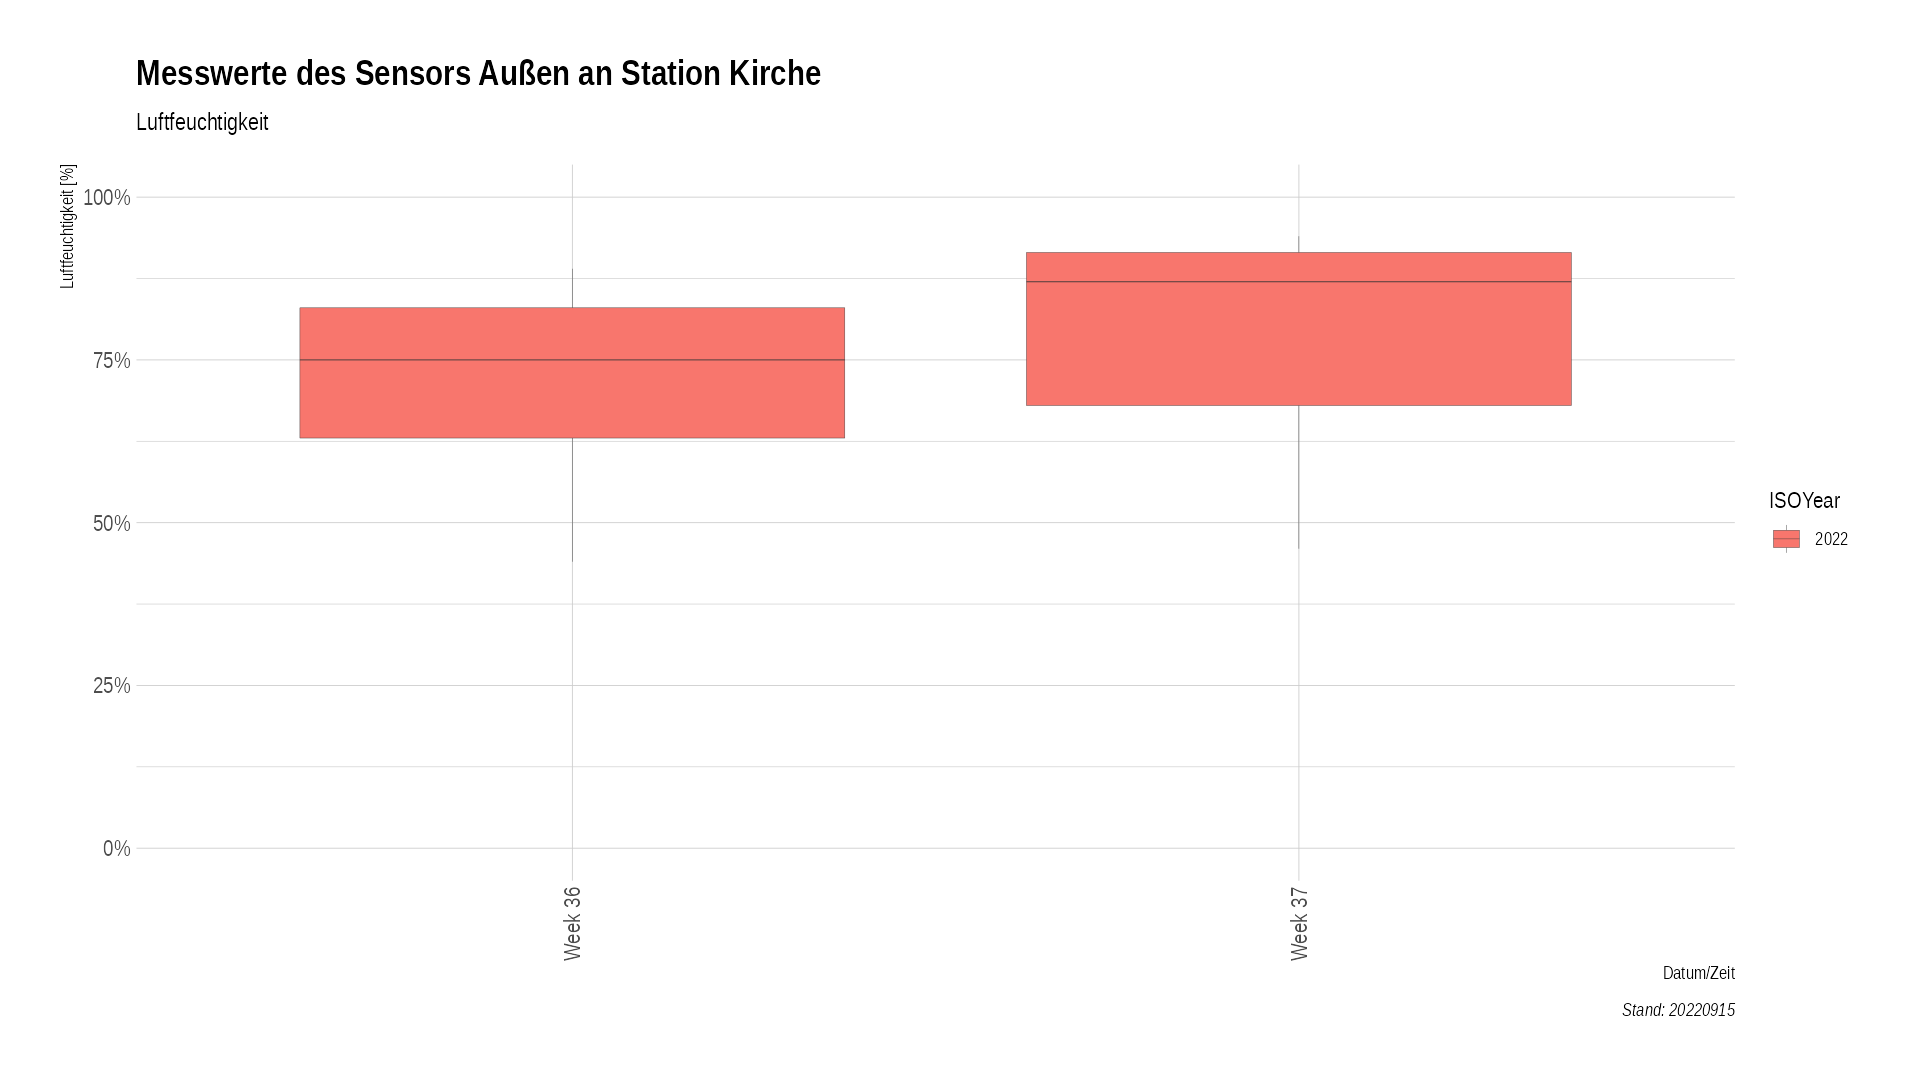 Messwerte des Sensors Außen an Station Kirche
Luftfeuchtigkeit
Luftfeuchtigkeit [%]
100%
75%
50%
25%
0%
Week 36
Week 37
Datum/Zeit
Stand: 20220915
ISOYear
2022